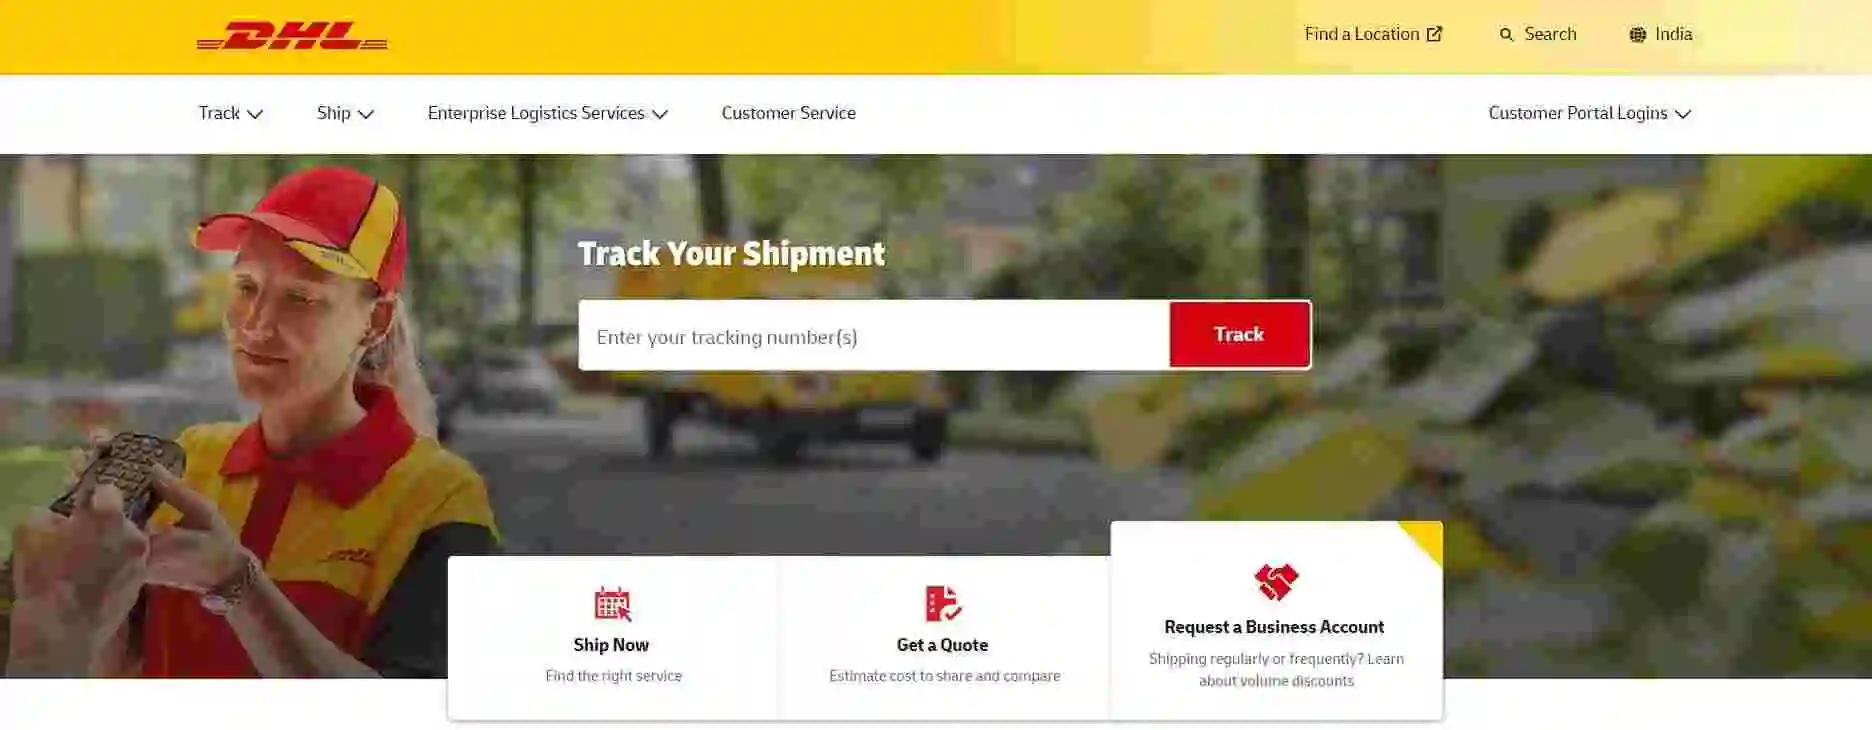 DHL
Find a Location
Search
India
Track
Ship
Enterprise Logistics Services
Customer Service
Customer Portal Logins
Track Your Shipment
Enter your tracking number(s)
Track
Ship Now
Find the right service
Get a Quote
Estimate cost to share and compare
Request a Business Account
Shipping regularly or frequently? Learn
about volume discounts
DHL